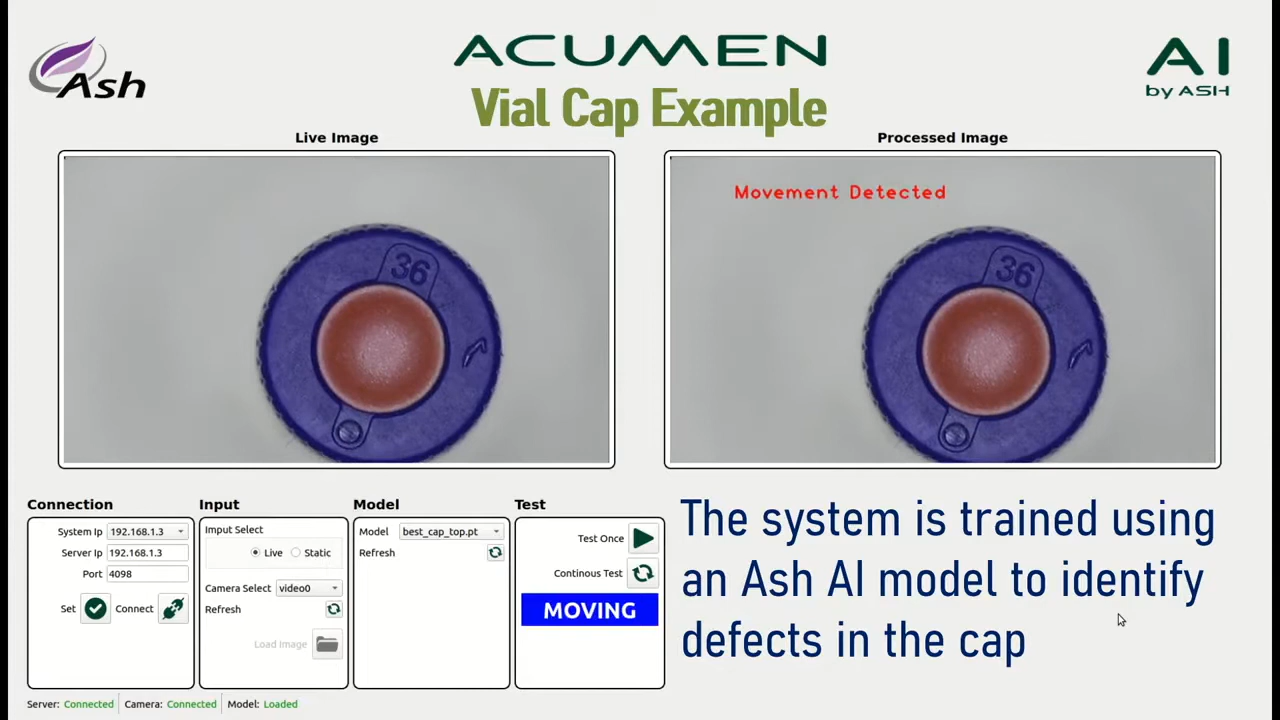 Ash
ACUMEN
AI
by ASH
Vial Cap Example
Live Image
Processed Image
36
Movement Detected
36
Connection
System Ip 192.168.1.3
Server Ip 192.168.1.3
Port 4098
Set Connect
Input
Imput Select
Live Static
Camera Select video0
Refresh
Load Image
Model
Model best_cap_top.pt
Refresh
Test
Test Once
Continous Test
MOVING
The system is trained using
an Ash AI model to identify
defects in the cap
Server: Connected Camera: Connected Model: Loaded